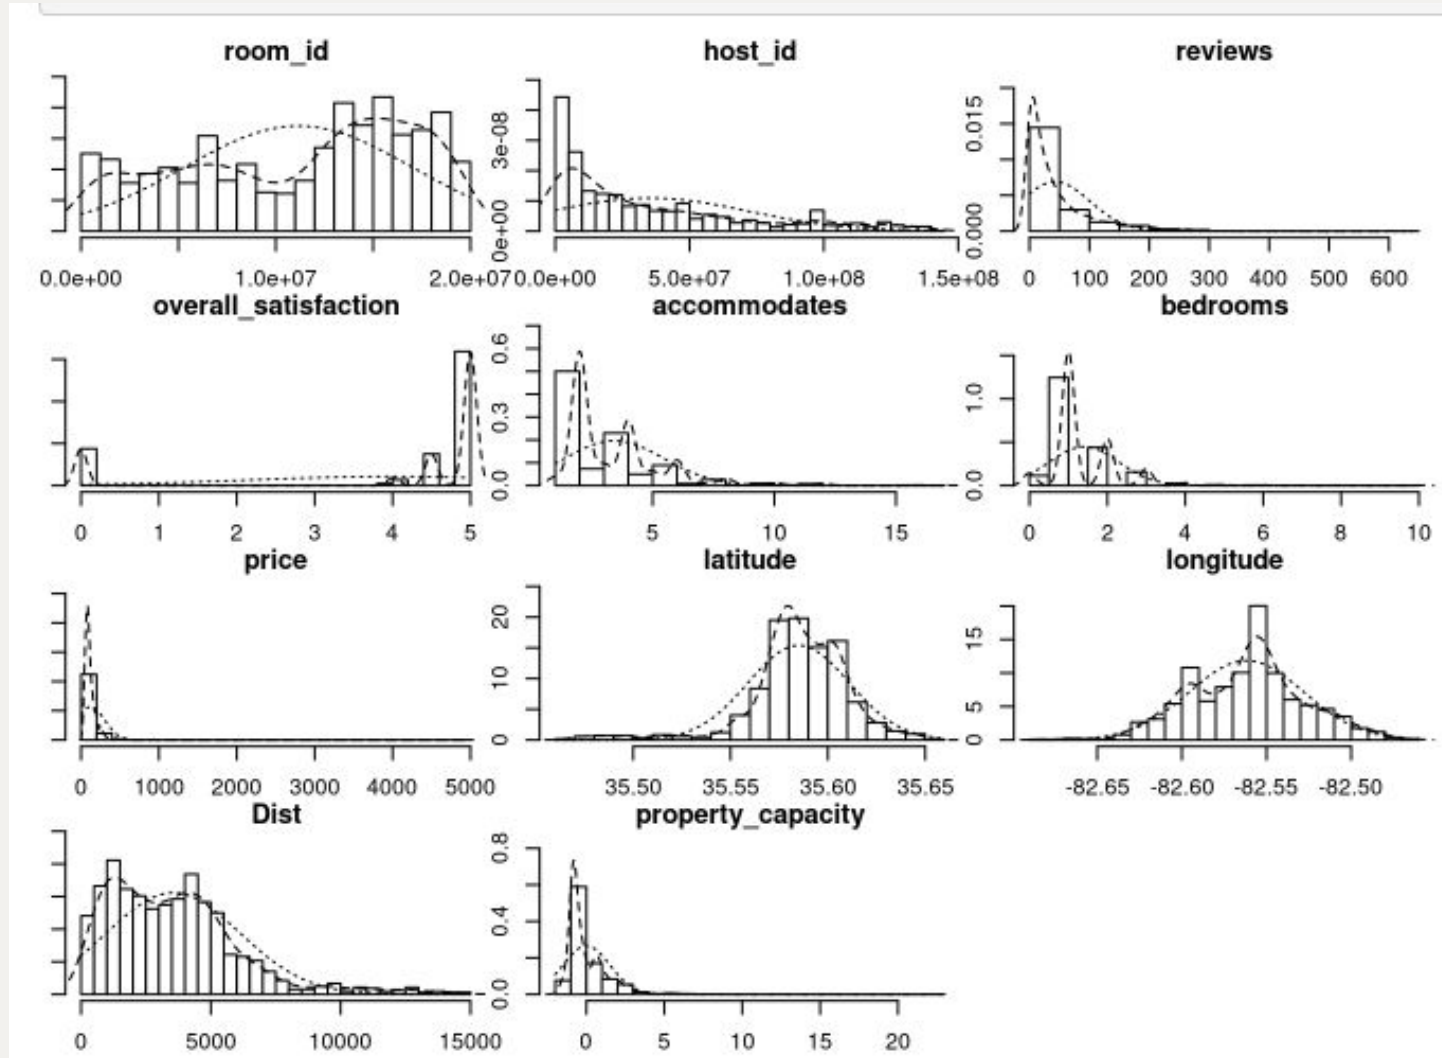 room_id host_id reviews
3e-08
0e+00
0.015
0.000
0.0e+00 1.0e+07 2.0e+07 0.0e+00 5.0e+07 1.0e+08 1.5e+08 0 100 200 300 400 500 600
overall_satisfaction accommodates bedrooms
0.6
0.3
0.0
1.0
0.0
0 1 2 3 4 5 5 10 15 0 2 4 6 8 10
price latitude longitude
20
10
0
15
5
0
0 1000 2000 3000 4000 5000 35.50 35.55 35.60 35.65 -82.65 -82.60 -82.55 -82.50
Dist property_capacity
0.8
0.4
0.0
0 5000 10000 15000 0 5 10 15 20